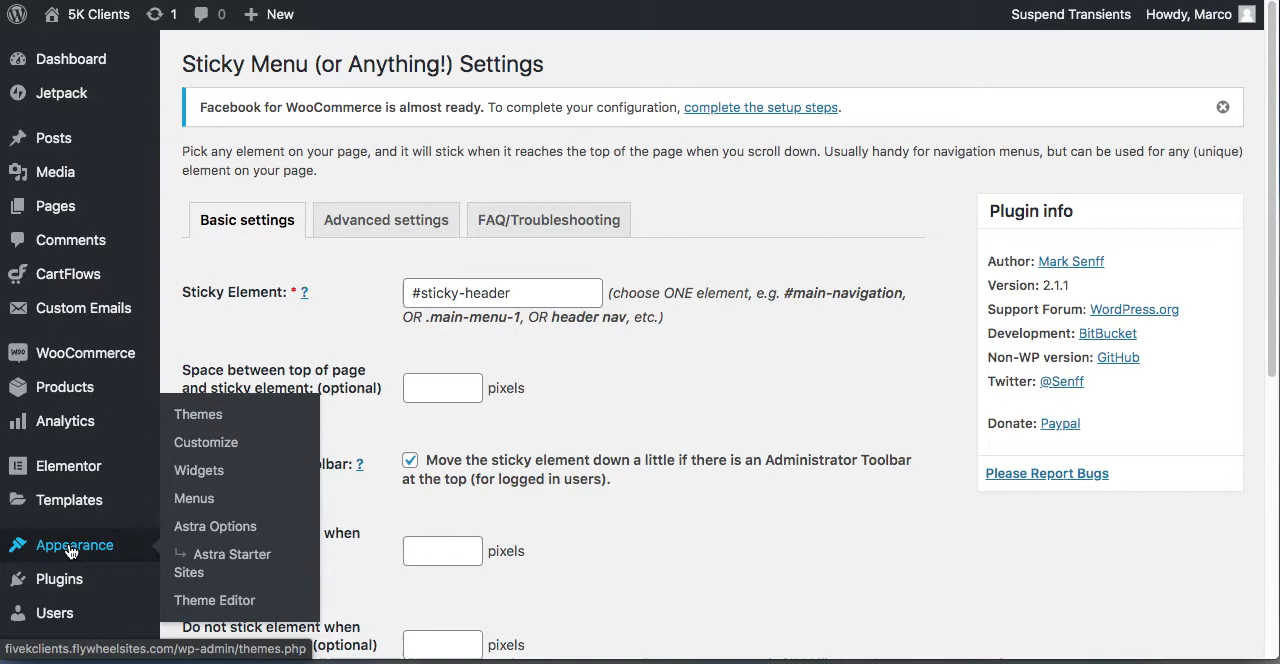 5K Clients
1
0
New
Suspend Transients
Howdy, Marco
Dashboard
Jetpack
Posts
Media
Pages
Comments
CartFlows
Custom Emails
WooCommerce
Products
Analytics
Elementor
Templates
Appearance
Plugins
Users
Themes
Customize
Widgets
Menus
Astra Options
Astra Starter
Sites
Theme Editor
fivekclients.flywheelsites.com/wp-admin/themes.php
Sticky Menu (or Anything!) Settings
Facebook for WooCommerce is almost ready. To complete your configuration, complete the setup steps.
Pick any element on your page, and it will stick when it reaches the top of the page when you scroll down. Usually handy for navigation menus, but can be used for any (unique)
element on your page.
Basic settings
Advanced settings
FAQ/Troubleshooting
Sticky Element: * ?
#sticky-header
(choose ONE element, e.g. #main-navigation,
OR .main-menu-1, OR header nav, etc.)
Space between top of page
and sticky element: (optional)
pixels
lbar: ?
Move the sticky element down a little if there is an Administrator Toolbar
at the top (for logged in users).
when
pixels
Do not stick element when
(optional)
pixels
Plugin info
Author: Mark Senff
Version: 2.1.1
Support Forum: WordPress.org
Development: BitBucket
Non-WP version: GitHub
Twitter: @Senff
Donate: Paypal
Please Report Bugs